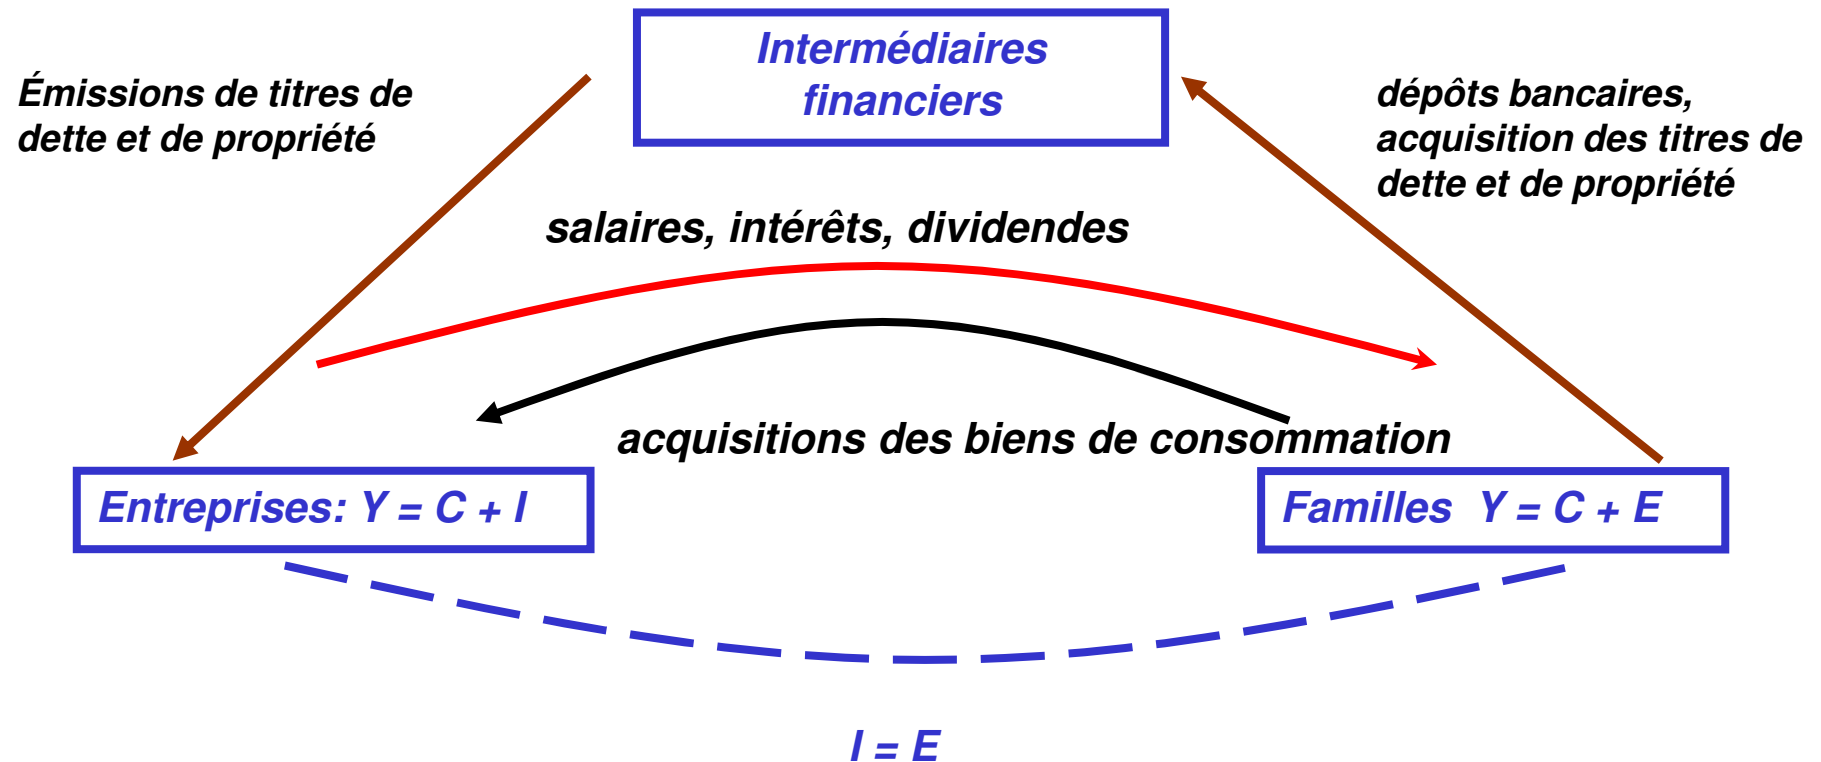 Intermédiaires
financiers
Émissions de titres de
dette et de propriété
dépôts bancaires,
acquisition des titres de
dette et de propriété
salaires, intérêts, dividendes
acquisitions des biens de consommation
Entreprises: Y = C + I
Familles Y = C + E
I = E